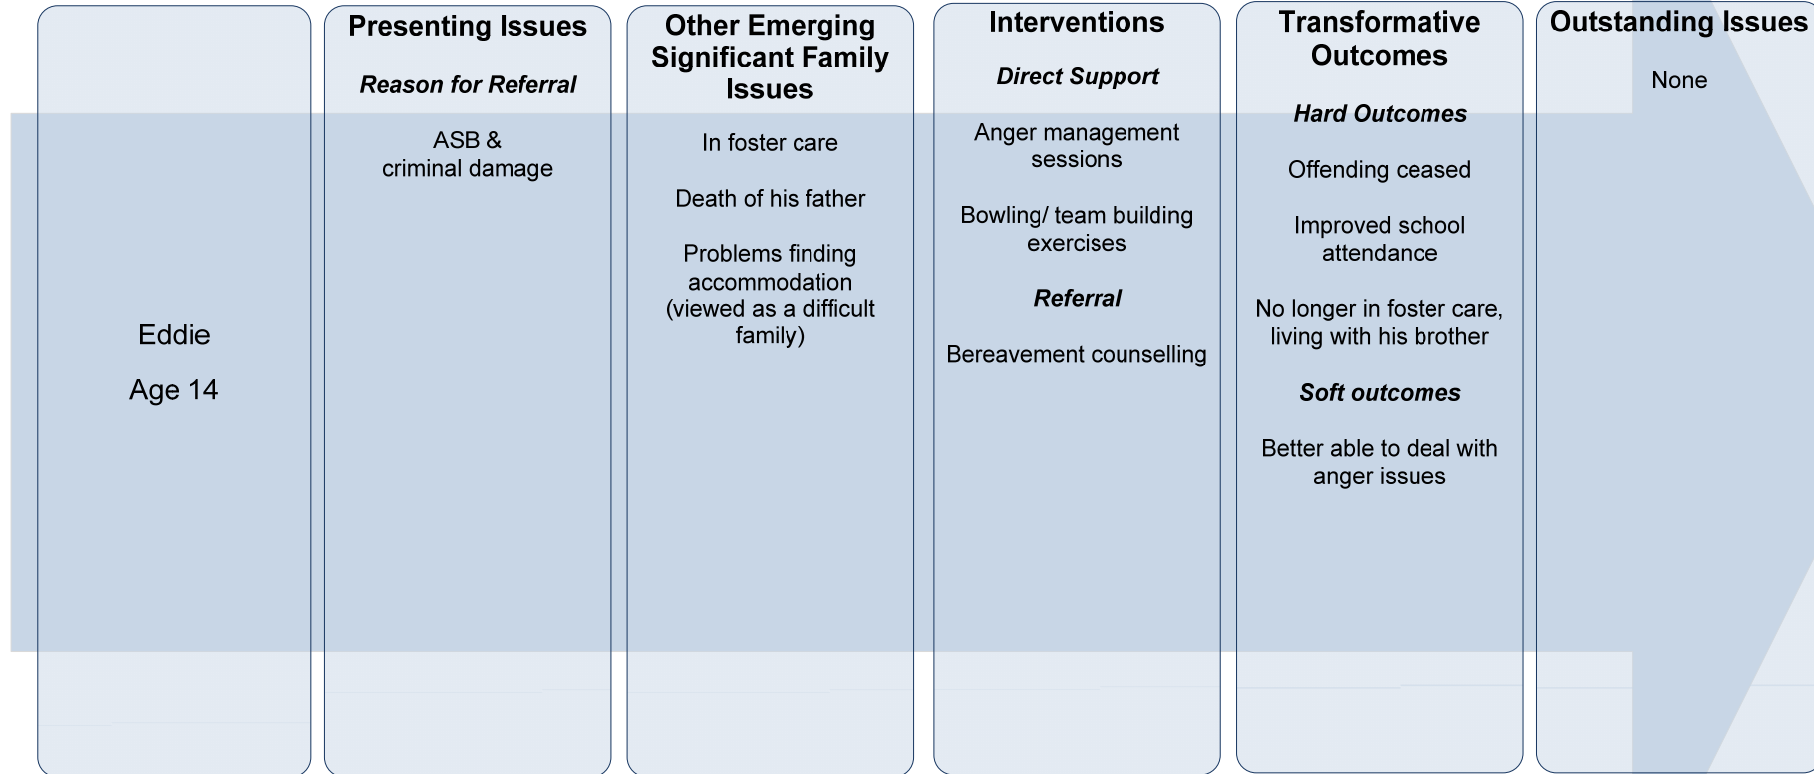 Eddie
Age 14
Presenting Issues
Reason for Referral
ASB &
criminal damage
Other Emerging
Significant Family
Issues
In foster care
Death of his father
Problems finding
accommodation
(viewed as a difficult
family)
Interventions
Direct Support
Anger management
sessions
Bowling/ team building
exercises
Referral
Bereavement counselling
Transformative
Outcomes
Hard Outcomes
Offending ceased
Improved school
attendance
No longer in foster care,
living with his brother
Soft outcomes
Better able to deal with
anger issues
Outstanding Issues
None